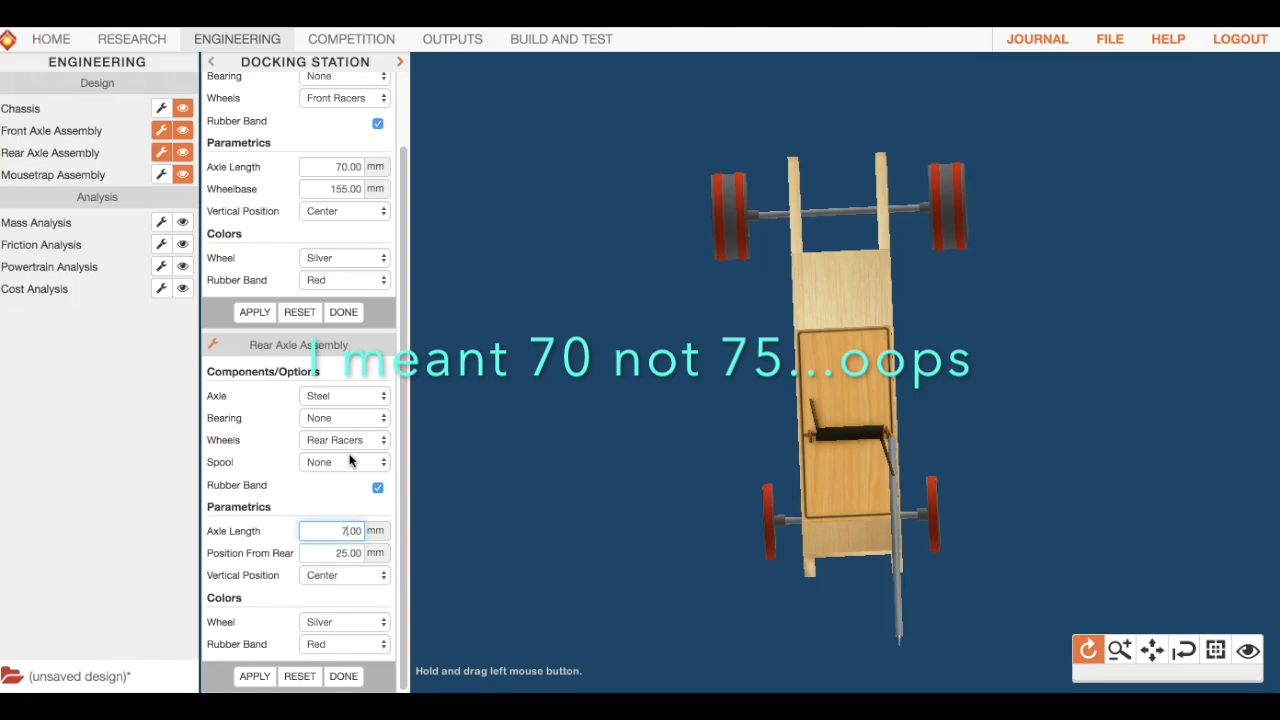 HOME RESEARCH ENGINEERING COMPETITION OUTPUTS BUILD AND TEST JOURNAL FILE HELP LOGOUT
ENGINEERING
Design
Chassis
Front Axle Assembly
Rear Axle Assembly
Mousetrap Assembly
Analysis
Mass Analysis
Friction Analysis
Powertrain Analysis
Cost Analysis
(unsaved design)*
DOCKING STATION
Bearing None
Wheels Front Racers
Rubber Band
Parametrics
Axle Length 70.00 mm
Wheelbase 155.00 mm
Vertical Position Center
Colors
Wheel Silver
Rubber Band Red
APPLY RESET DONE
Rear Axle Assembly
I meant 70 not 75...oops
Components/Options
Axle Steel
Bearing None
Wheels Rear Racers
Spool None
Rubber Band
Parametrics
Axle Length 7.00 mm
Position From Rear 25.00 mm
Vertical Position Center
Colors
Wheel Silver
Rubber Band Red
APPLY RESET DONE
Hold and drag left mouse button.